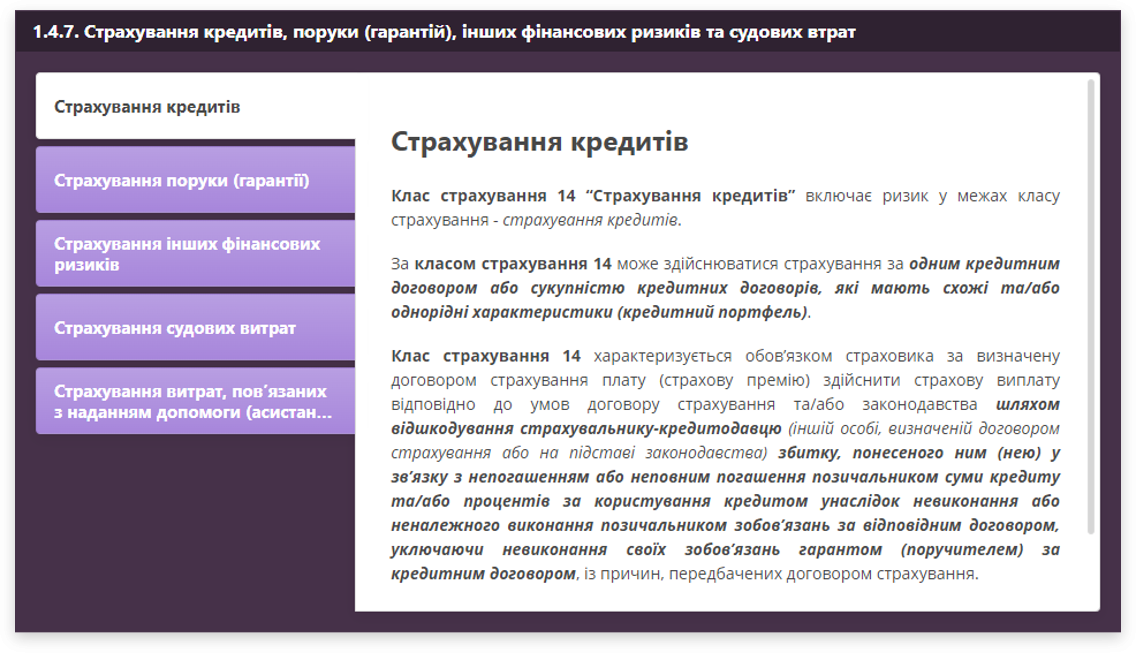 1.4.7. Страхування кредитів, поруки (гарантій), інших фінансових ризиків та судових втрат
Страхування кредитів
Страхування поруки (гарантії)
Страхування інших фінансових
ризиків
Страхування судових витрат
Страхування витрат, пов’язаних
з наданням допомоги (асистан...
Страхування кредитів
Клас страхування 14 “Страхування кредитів” включає ризик у межах класу
страхування - страхування кредитів.
За класом страхування 14 може здійснюватися страхування за одним кредитним
договором або сукупністю кредитних договорів, які мають схожі та/або
однорідні характеристики (кредитний портфель).
Клас страхування 14 характеризується обов’язком страховика за визначену
договором страхування плату (страхову премію) здійснити страхову виплату
відповідно до умов договору страхування та/або законодавства шляхом
відшкодування страхувальнику-кредитодавцю (іншій особі, визначеній договором
страхування або на підставі законодавства) збитку, понесеного ним (нею) у
зв’язку з непогашенням або неповним погашення позичальником суми кредиту
та/або процентів за користування кредитом унаслідок невиконання або
неналежного виконання позичальником зобов’язань за відповідним договором,
уключаючи невиконання своїх зобов’язань гарантом (поручителем) за
кредитним договором, із причин, передбачених договором страхування.